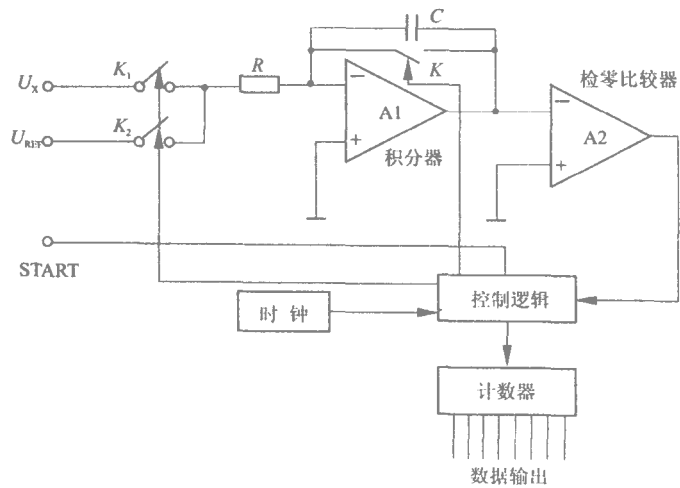 C
K₁
R
K
检零比较器
Uₓ
A1
K₂
A2
U_REF
积分器
START
时钟
控制逻辑
计数器
数据输出